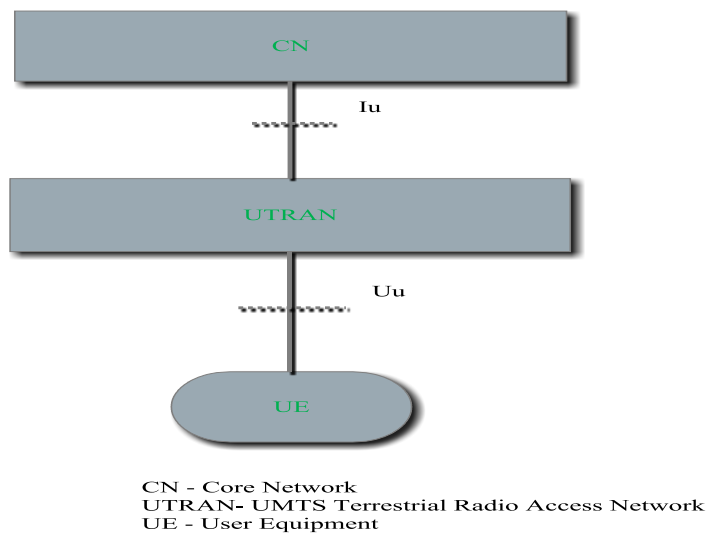 CN
Iu
UTRAN
Uu
UE
CN - Core Network
UTRAN- UMTS Terrestrial Radio Access Network
UE - User Equipment